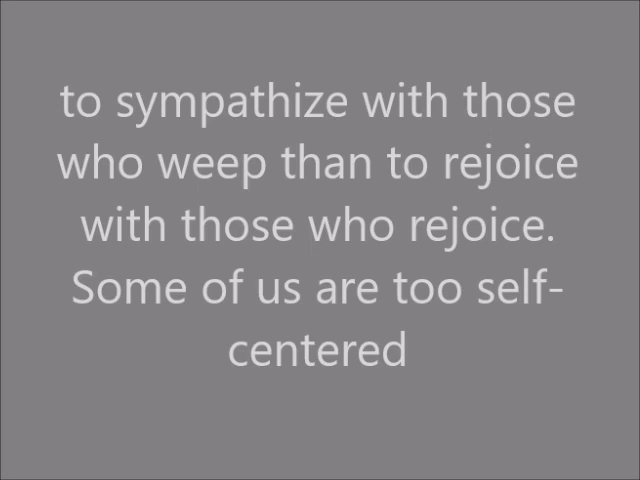 to sympathize with those
who weep than to rejoice
with those who rejoice.
Some of us are too self-
centered